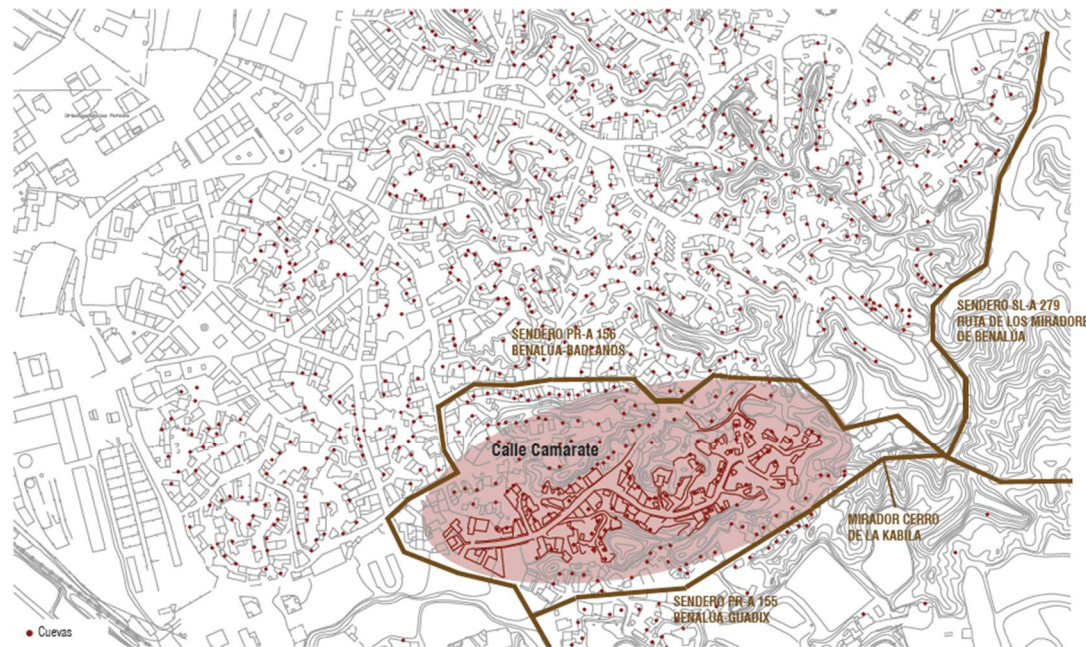 SENDERO SL-A 279
RUTA DE LOS MIRADORE
DE BENALÚA
SENDERO PR-A 156
BENALÚA-BADLANDS
Calle Camarate
MIRADOR CERRO
DE LA KABILA
SENDERO PR-A 155
BENALÚA-GUADIX
Cuevas